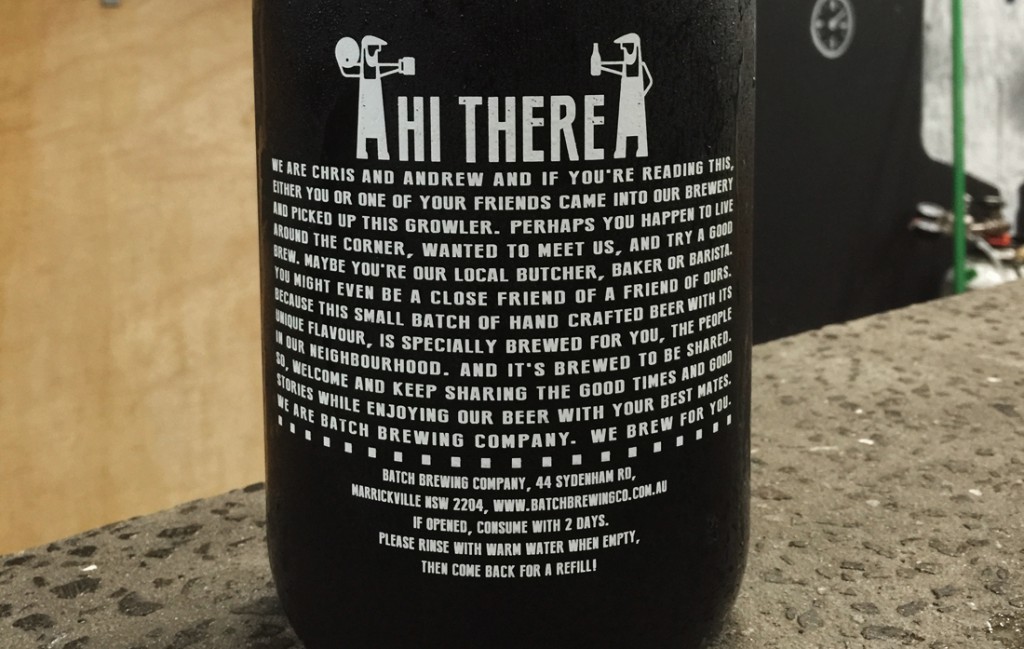 HI THERE
WE ARE CHRIS AND ANDREW AND IF YOU'RE READING THIS,
EITHER YOU OR ONE OF YOUR FRIENDS CAME INTO OUR BREWERY
AND PICKED UP THIS GROWLER. PERHAPS YOU HAPPEN TO LIVE
AROUND THE CORNER, WANTED TO MEET US, AND TRY A GOOD
BREW. MAYBE YOU'RE OUR LOCAL BUTCHER, BAKER OR BARISTA.
YOU MIGHT EVEN BE A CLOSE FRIEND OF A FRIEND OF OURS.
BECAUSE THIS SMALL BATCH OF HAND CRAFTED BEER WITH ITS
UNIQUE FLAVOUR, IS SPECIALLY BREWED FOR YOU, THE PEOPLE
IN OUR NEIGHBOURHOOD. AND IT'S BREWED TO BE SHARED.
SO, WELCOME AND KEEP SHARING THE GOOD TIMES AND GOOD
STORIES WHILE ENJOYING OUR BEER WITH YOUR BEST MATES.
WE ARE BATCH BREWING COMPANY. WE BREW FOR YOU.
BATCH BREWING COMPANY, 44 SYDENHAM RD,
MARRICKVILLE NSW 2204, WWW.BATCHBREWINGCO.COM.AU
IF OPENED, CONSUME WITH 2 DAYS.
PLEASE RINSE WITH WARM WATER WHEN EMPTY,
THEN COME BACK FOR A REFILL!